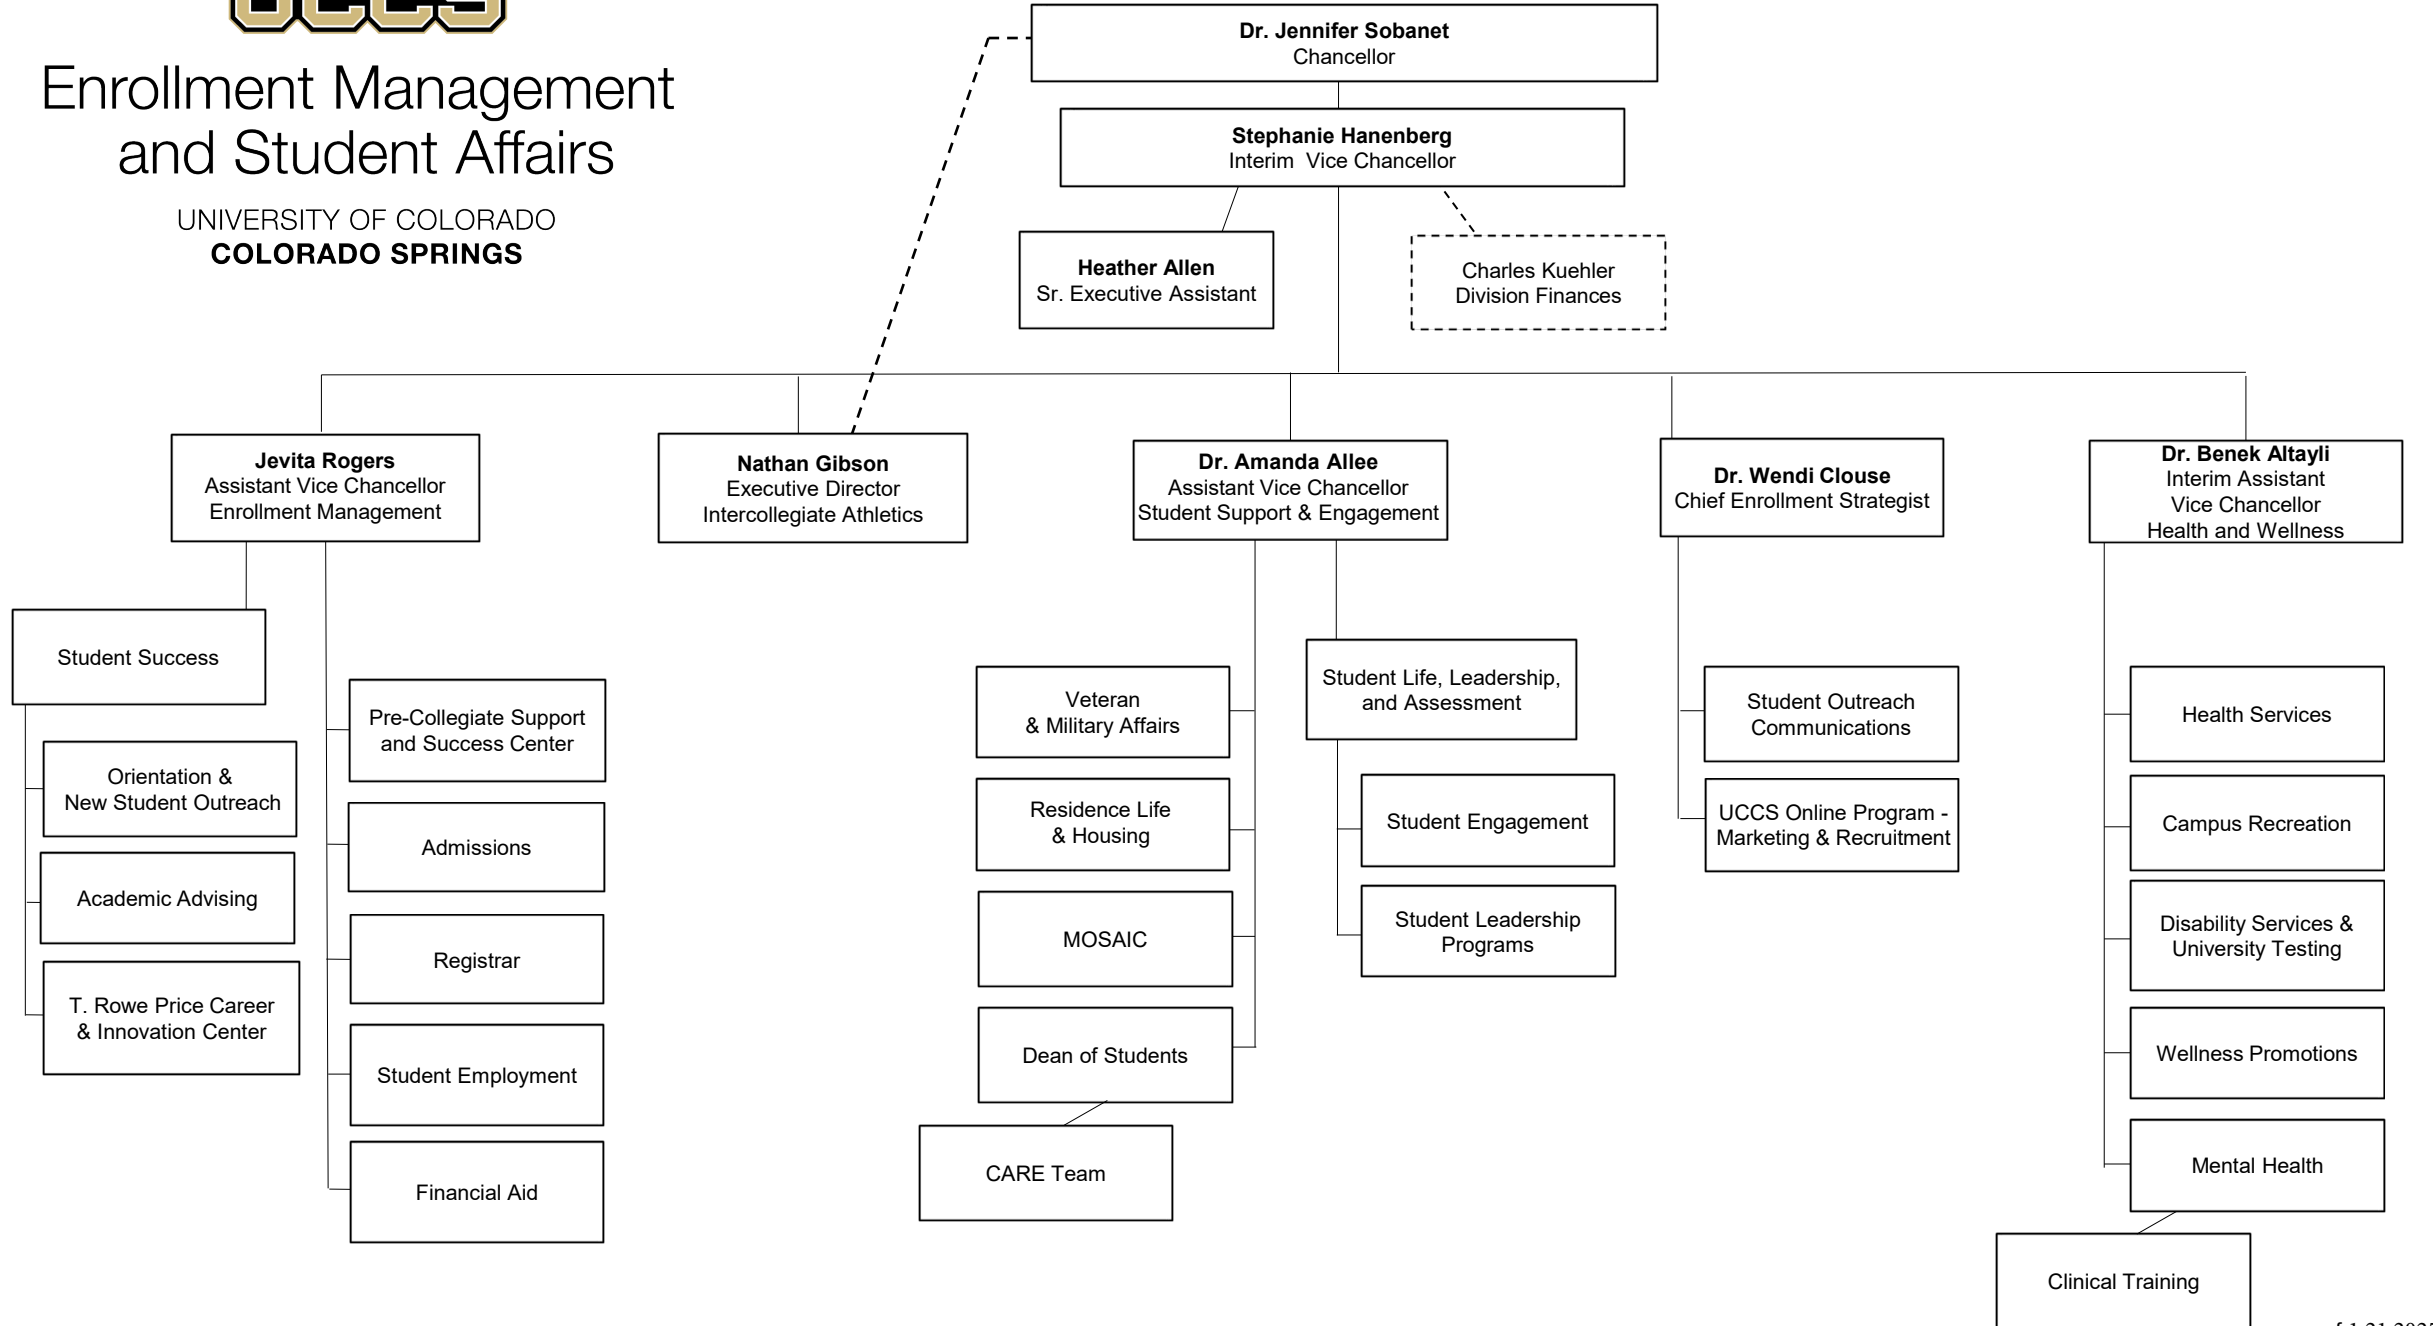 UCCS
Enrollment Management
and Student Affairs
UNIVERSITY OF COLORADO
COLORADO SPRINGS
Dr. Jennifer Sobanet
Chancellor
Stephanie Hanenberg
Interim  Vice Chancellor
Heather Allen
Sr. Executive Assistant
Charles Kuehler
Division Finances
Jevita Rogers
Assistant Vice Chancellor
Enrollment Management
Nathan Gibson
Executive Director
Intercollegiate Athletics
Dr. Amanda Allee
Assistant Vice Chancellor
Student Support & Engagement
Dr. Wendi Clouse
Chief Enrollment Strategist
Dr. Benek Altayli
Interim Assistant
Vice Chancellor
Health and Wellness
Student Success
Orientation &
New Student Outreach
Academic Advising
T. Rowe Price Career
& Innovation Center
Pre-Collegiate Support
and Success Center
Admissions
Registrar
Student Employment
Financial Aid
Veteran
& Military Affairs
Residence Life
& Housing
MOSAIC
Dean of Students
CARE Team
Student Life, Leadership,
and Assessment
Student Engagement
Student Leadership
Programs
Student Outreach
Communications
UCCS Online Program -
Marketing & Recruitment
Health Services
Campus Recreation
Disability Services &
University Testing
Wellness Promotions
Mental Health
Clinical Training